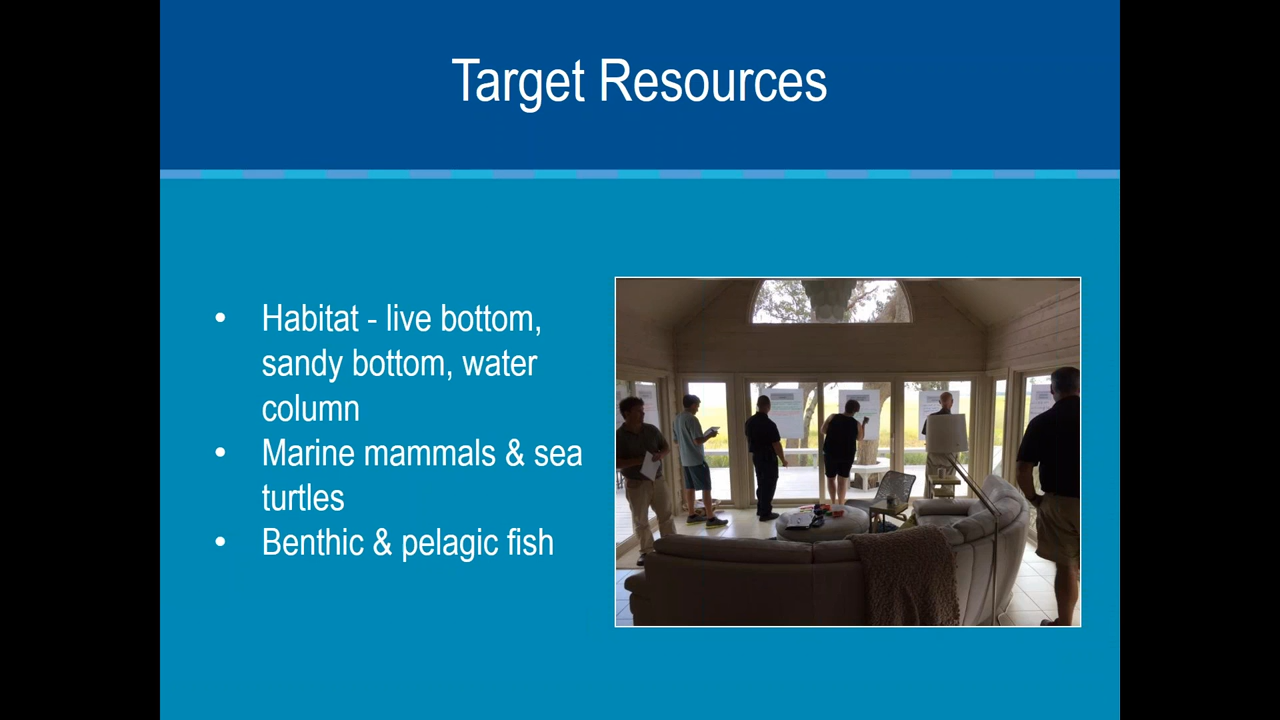 Target Resources
• Habitat - live bottom,
sandy bottom, water
column
• Marine mammals & sea
turtles
• Benthic & pelagic fish